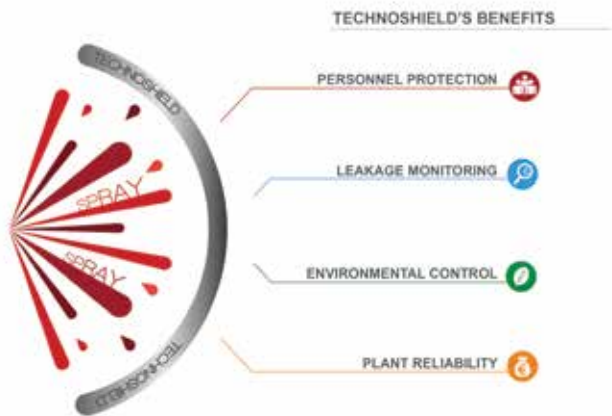 TECHNOSHIELD'S BENEFITS
TECHNOSHIELD
PERSONNEL PROTECTION
SPRAY
LEAKAGE MONITORING
SPRAY
ENVIRONMENTAL CONTROL
TECHNOSHIELD
PLANT RELIABILITY